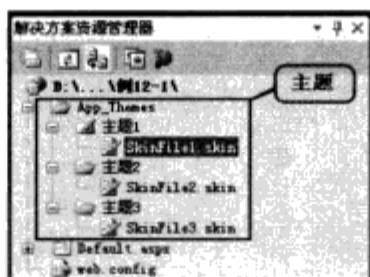 解决方案资源管理器
D:\...\例12-1\
主题
App_Themes
主题1
SkinFile1.skin
主题2
SkinFile2.skin
主题3
SkinFile3.skin
Default.aspx
web.config